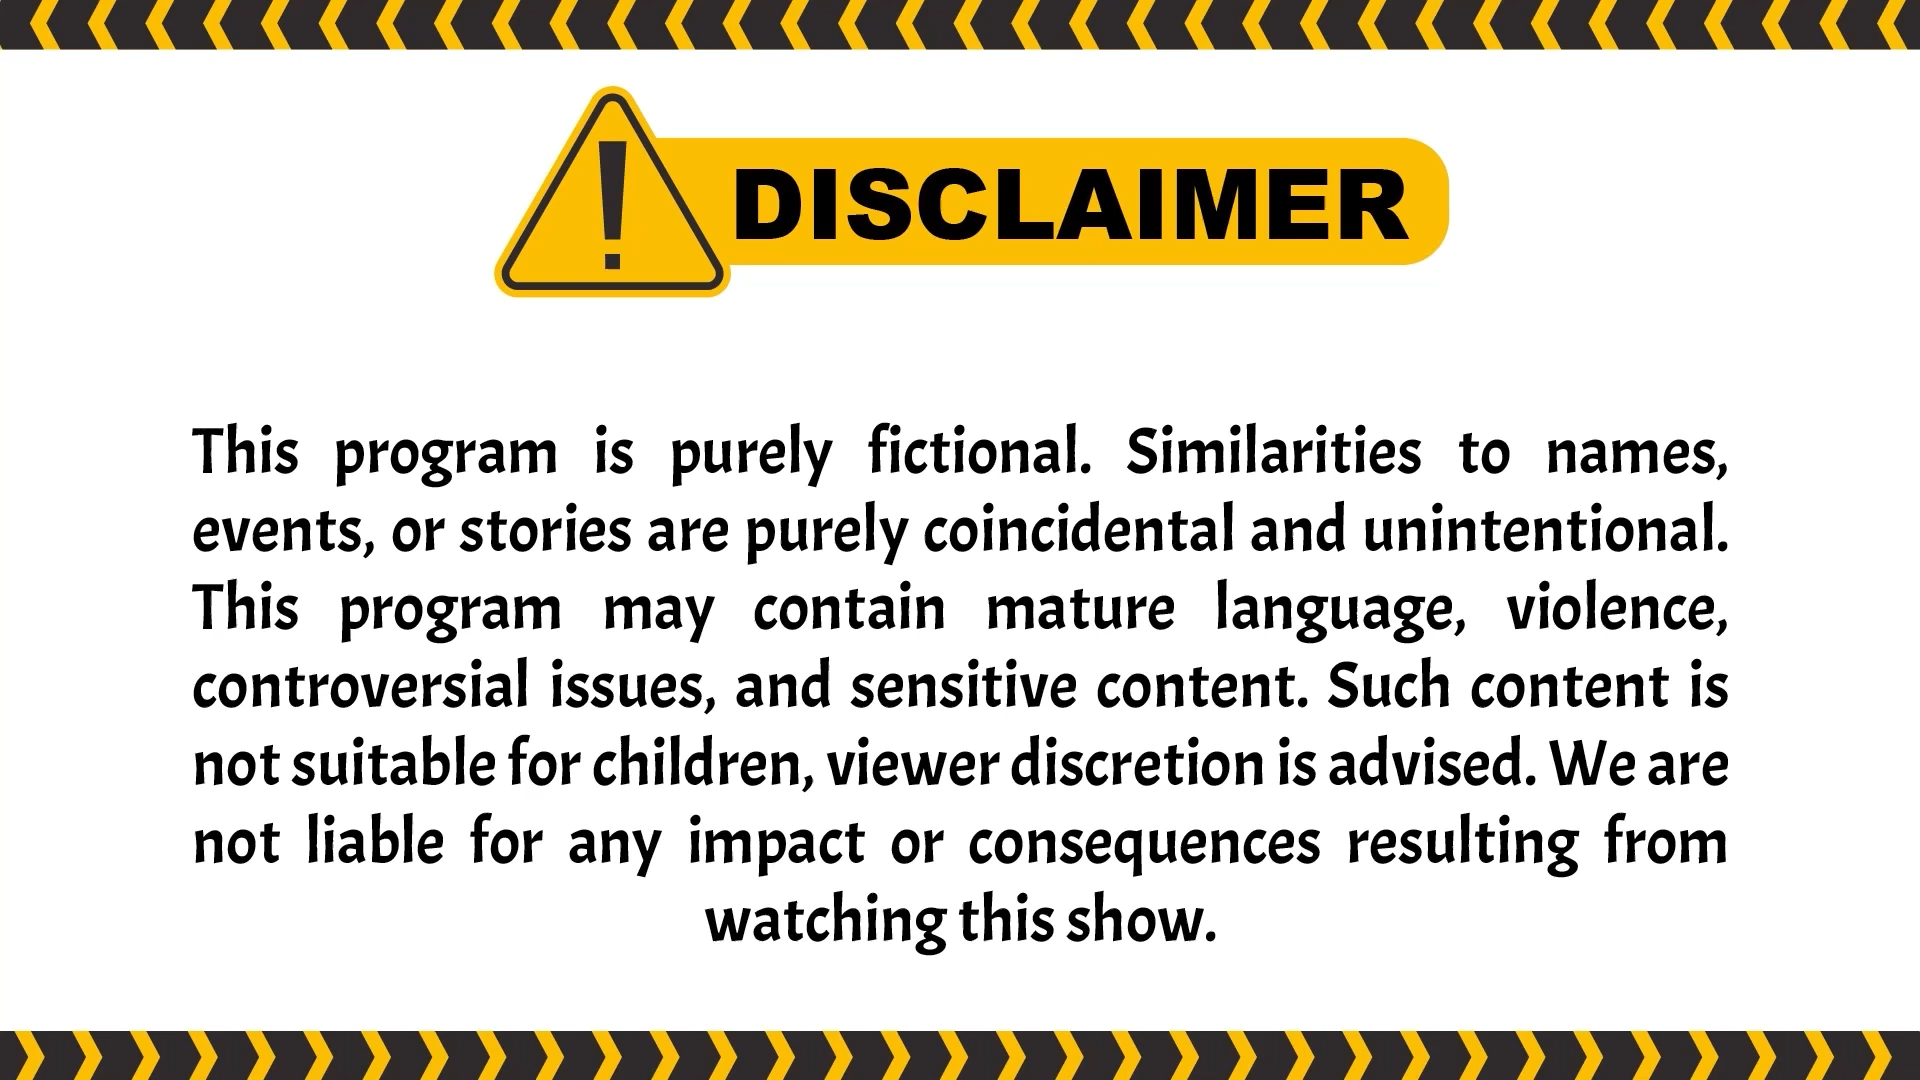 DISCLAIMER
This program is purely fictional. Similarities to names,
events, or stories are purely coincidental and unintentional.
This program may contain mature language, violence,
controversial issues, and sensitive content. Such content is
not suitable for children, viewer discretion is advised. We are
not liable for any impact or consequences resulting from
watching this show.